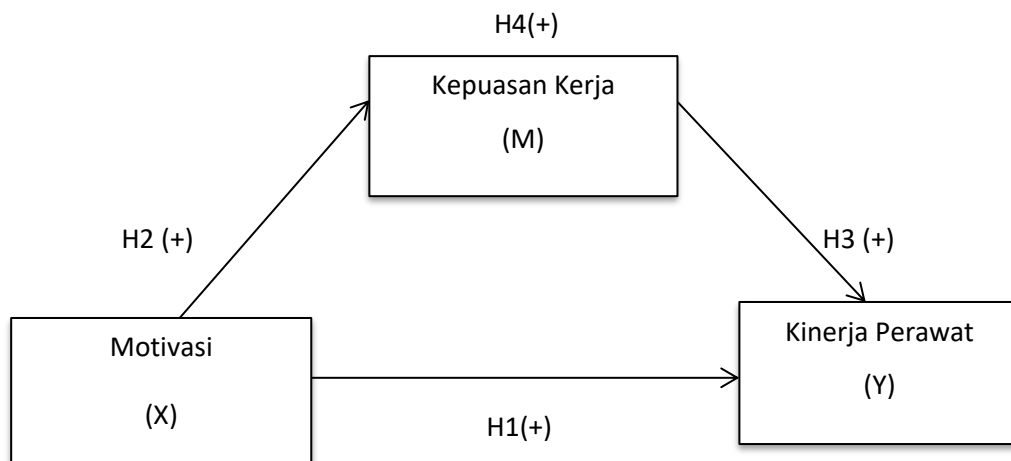 H4(+)
Kepuasan Kerja
(M)
H2 (+)
H3 (+)
Motivasi
(X)
Kinerja Perawat
(Y)
H1(+)